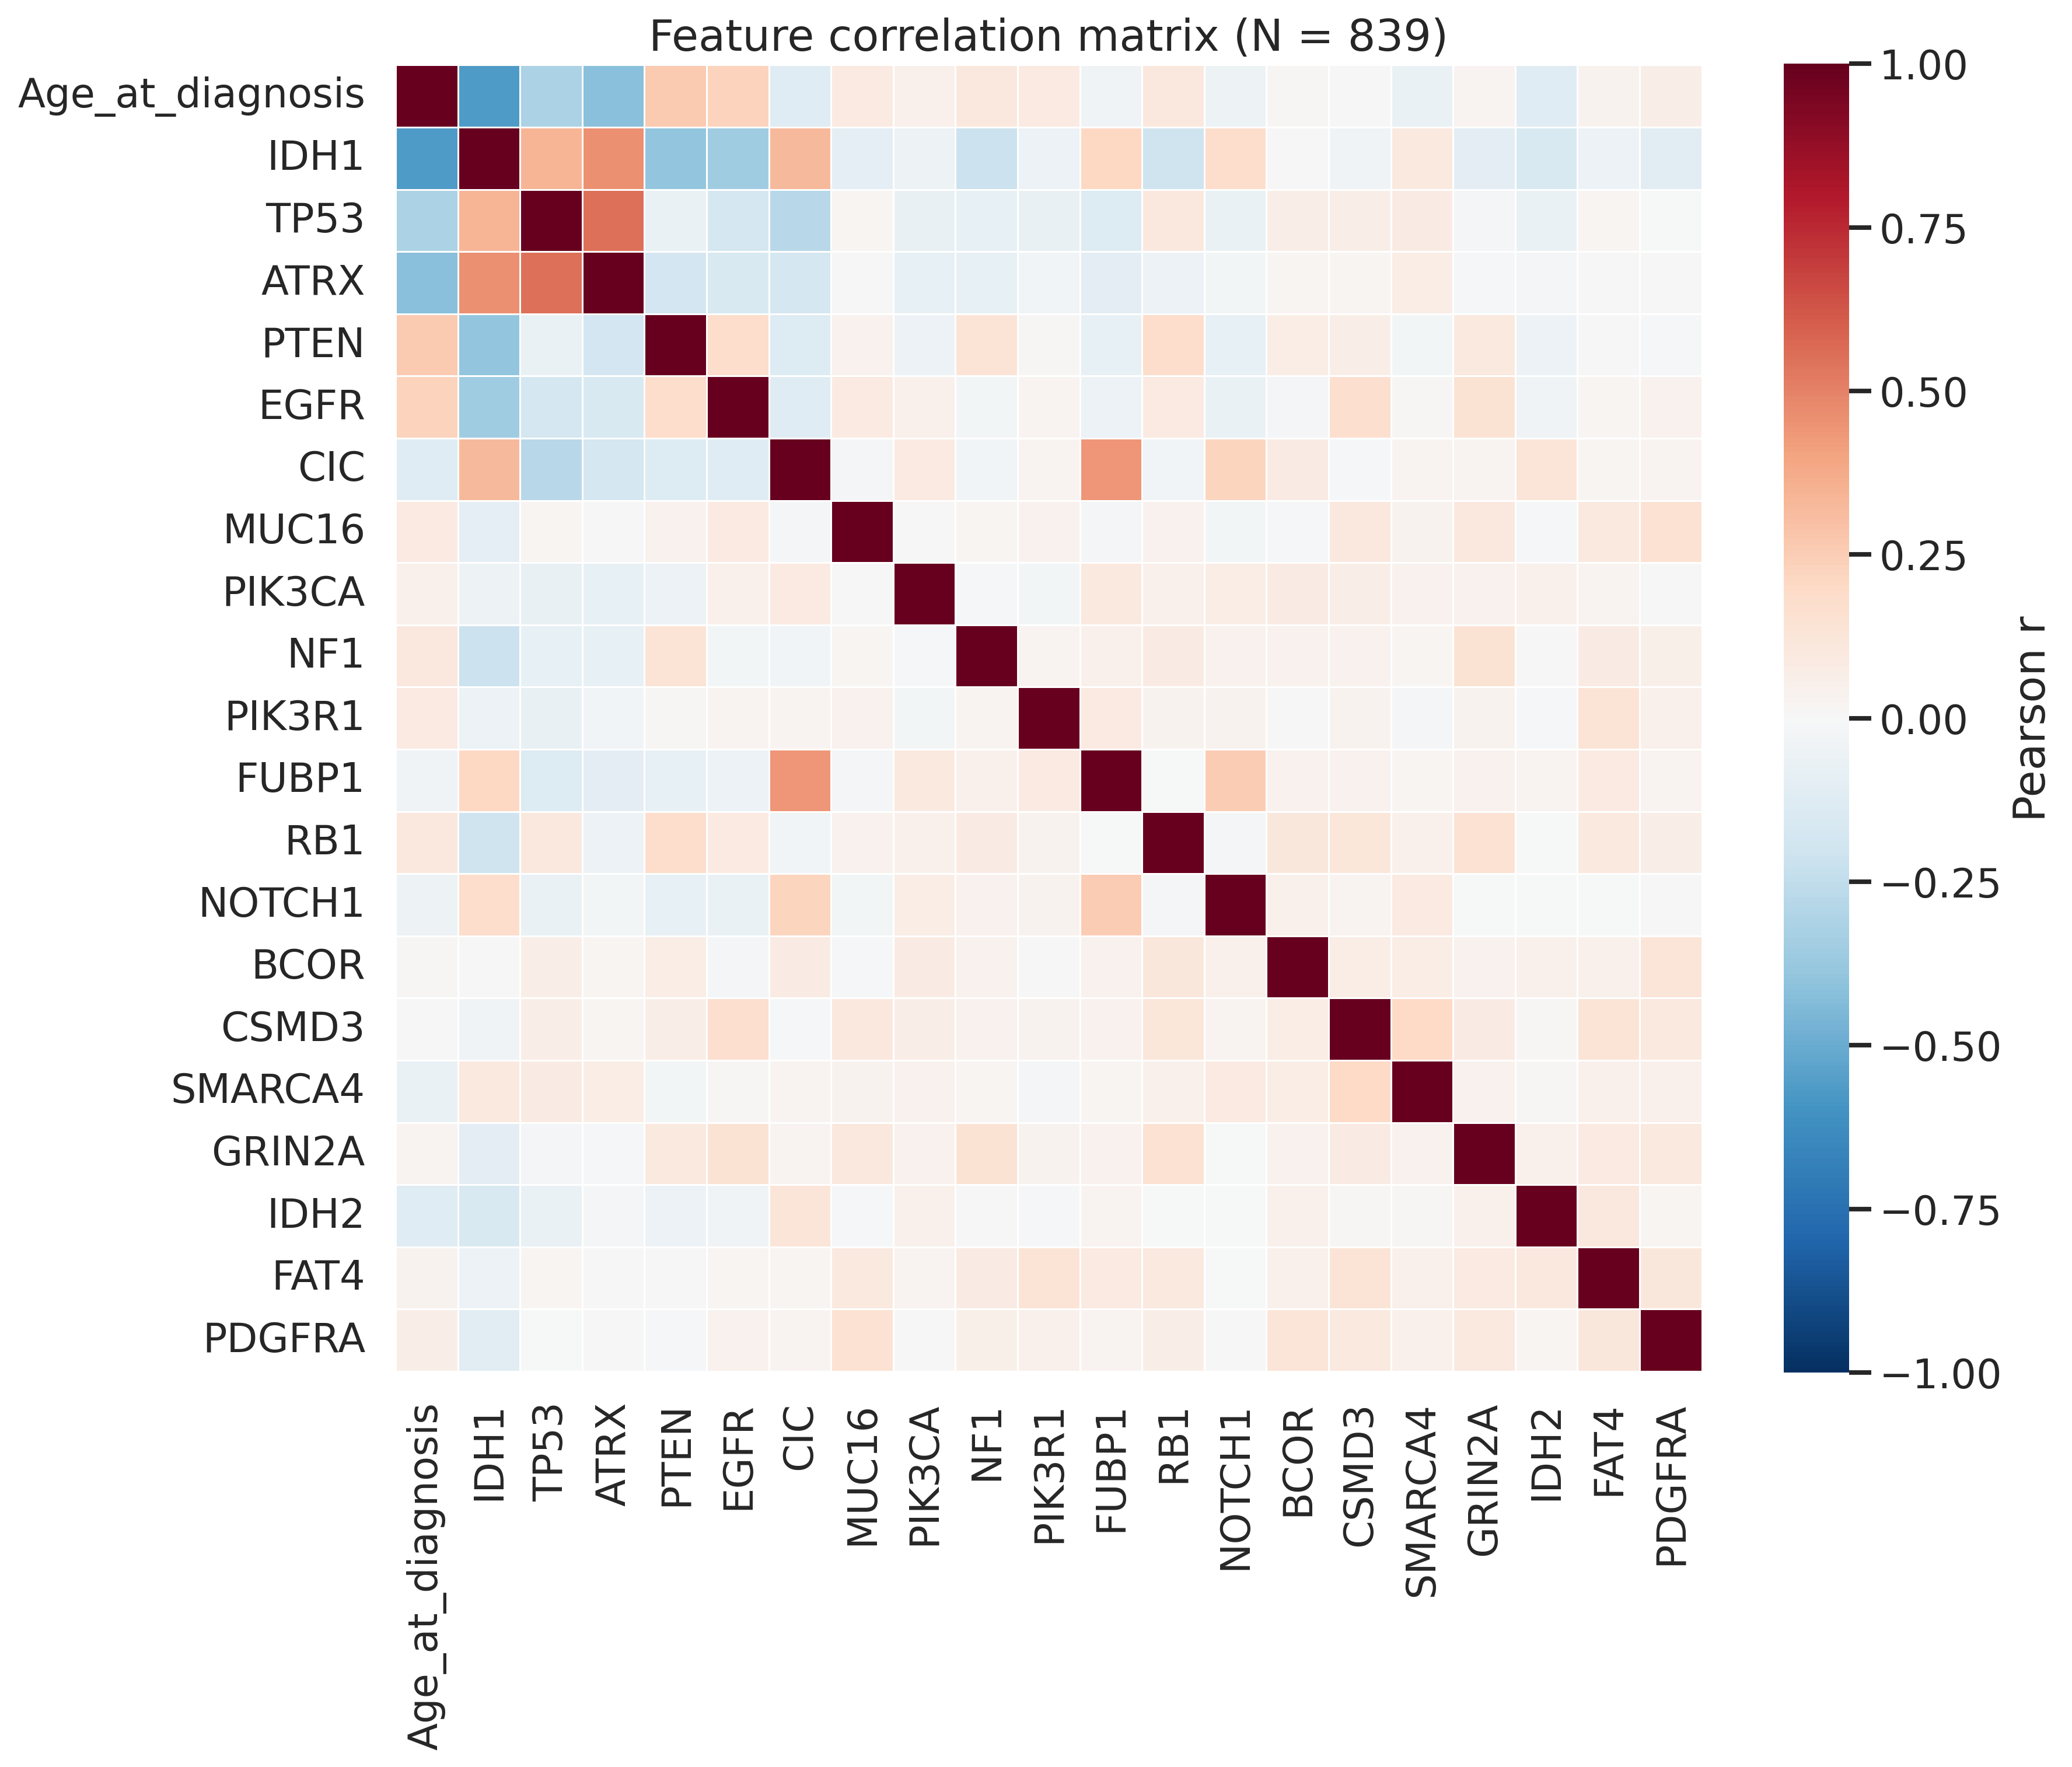 Feature correlation matrix (N = 839)
Age_at_diagnosis
IDH1
TP53
ATRX
PTEN
EGFR
CIC
MUC16
PIK3CA
NF1
PIK3R1
FUBP1
RB1
NOTCH1
BCOR
CSMD3
SMARCA4
GRIN2A
IDH2
FAT4
PDGFRA
Age_at_diagnosis
IDH1
TP53
ATRX
PTEN
EGFR
CIC
MUC16
PIK3CA
NF1
PIK3R1
FUBP1
RB1
NOTCH1
BCOR
CSMD3
SMARCA4
GRIN2A
IDH2
FAT4
PDGFRA
1.00
0.75
0.50
0.25
0.00
−0.25
−0.50
−0.75
−1.00
Pearson r